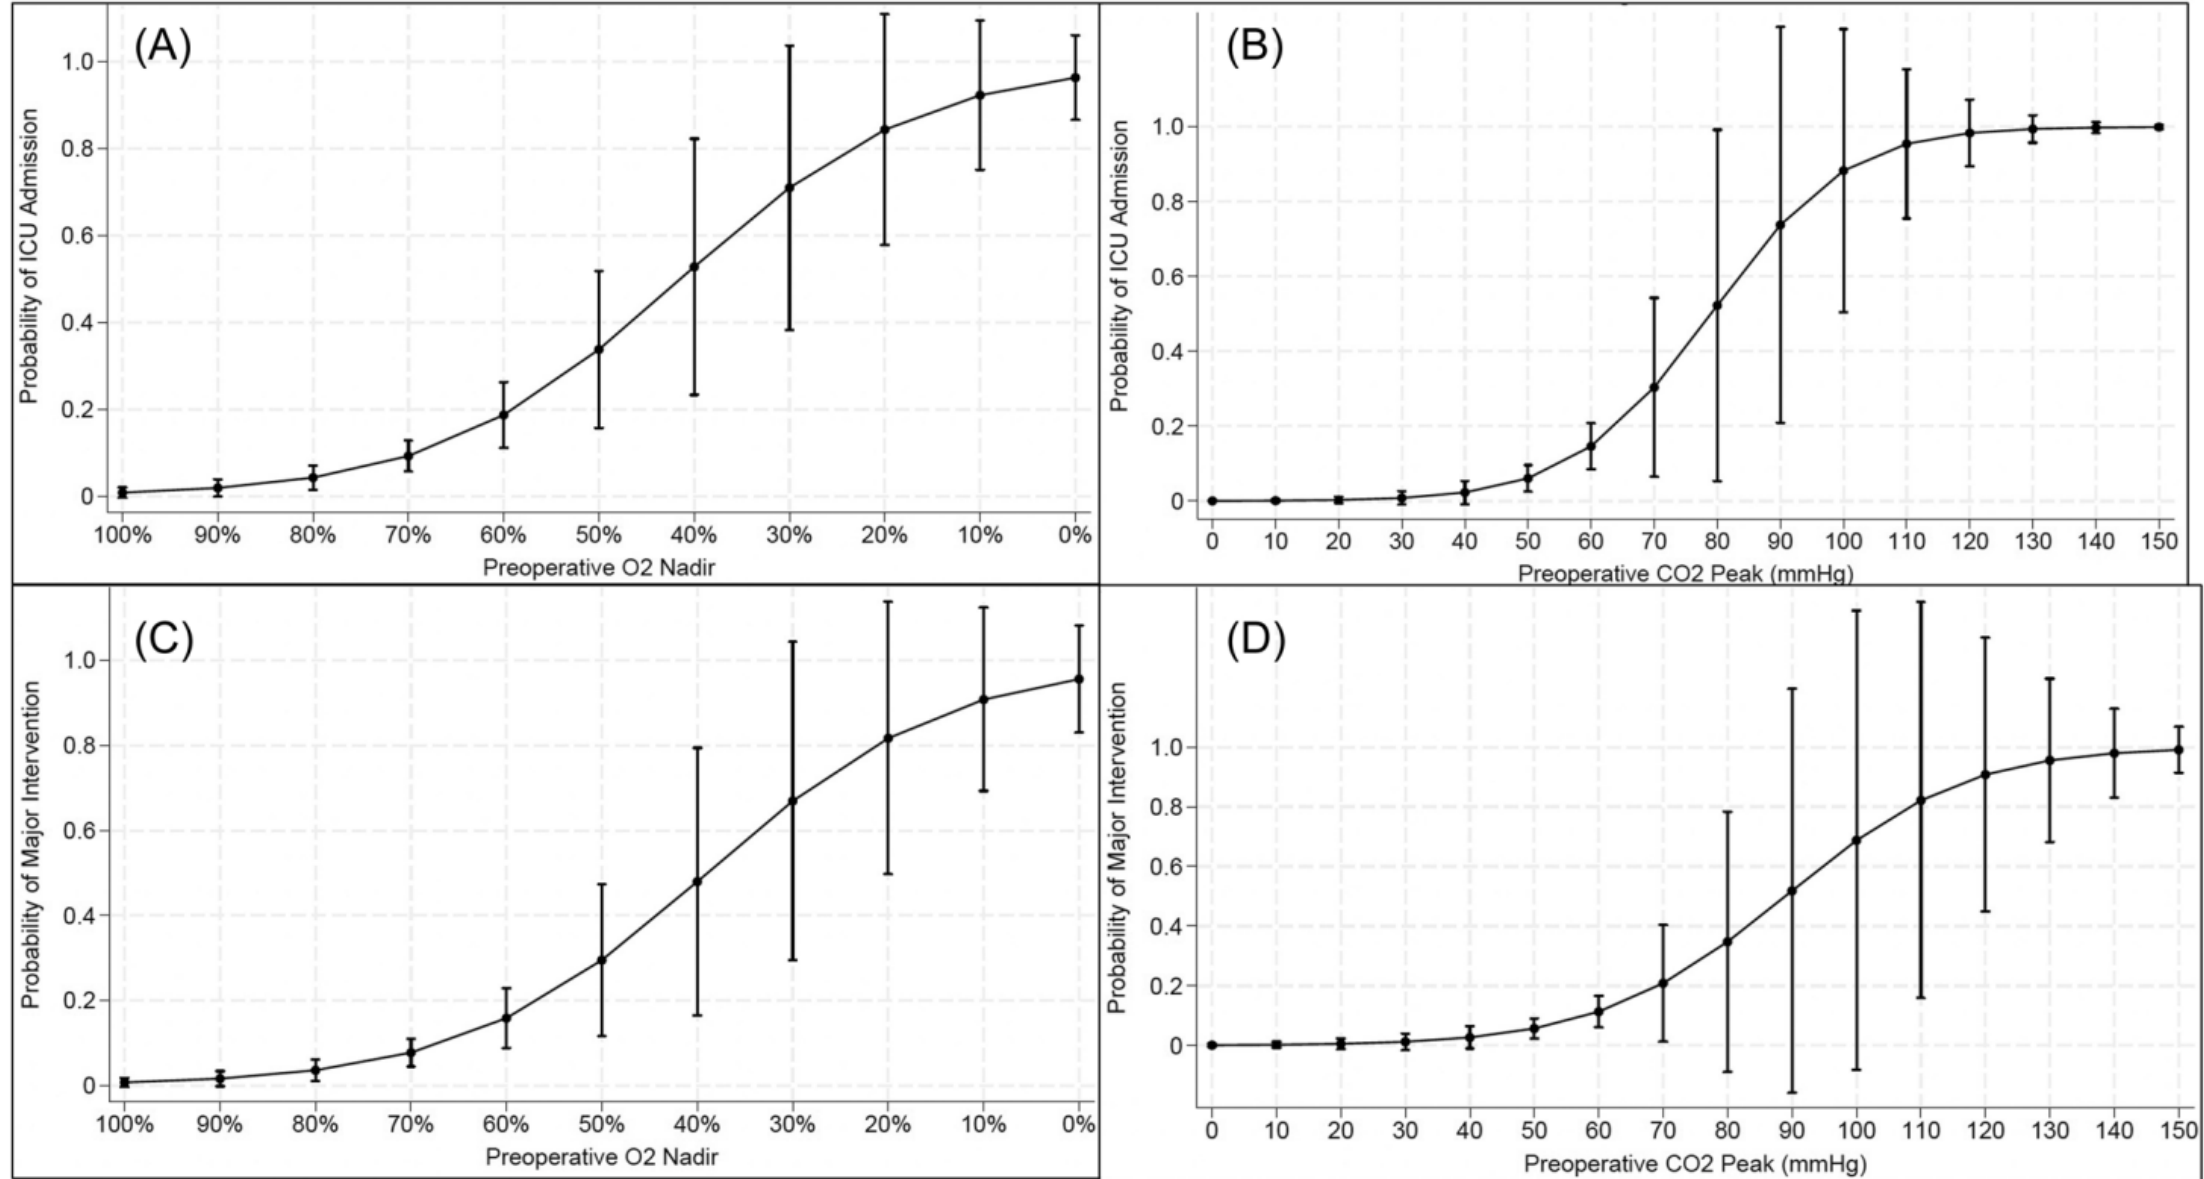 (A)
Probability of ICU Admission
1.0
0.8
0.6
0.4
0.2
0
100% 90% 80% 70% 60% 50% 40% 30% 20% 10% 0%
Preoperative O2 Nadir
(B)
Probability of ICU Admission
1.0
0.8
0.6
0.4
0.2
0
0 10 20 30 40 50 60 70 80 90 100 110 120 130 140 150
Preoperative CO2 Peak (mmHg)
(C)
Probability of Major Intervention
1.0
0.8
0.6
0.4
0.2
0
100% 90% 80% 70% 60% 50% 40% 30% 20% 10% 0%
Preoperative O2 Nadir
(D)
Probability of Major Intervention
1.0
0.8
0.6
0.4
0.2
0
0 10 20 30 40 50 60 70 80 90 100 110 120 130 140 150
Preoperative CO2 Peak (mmHg)